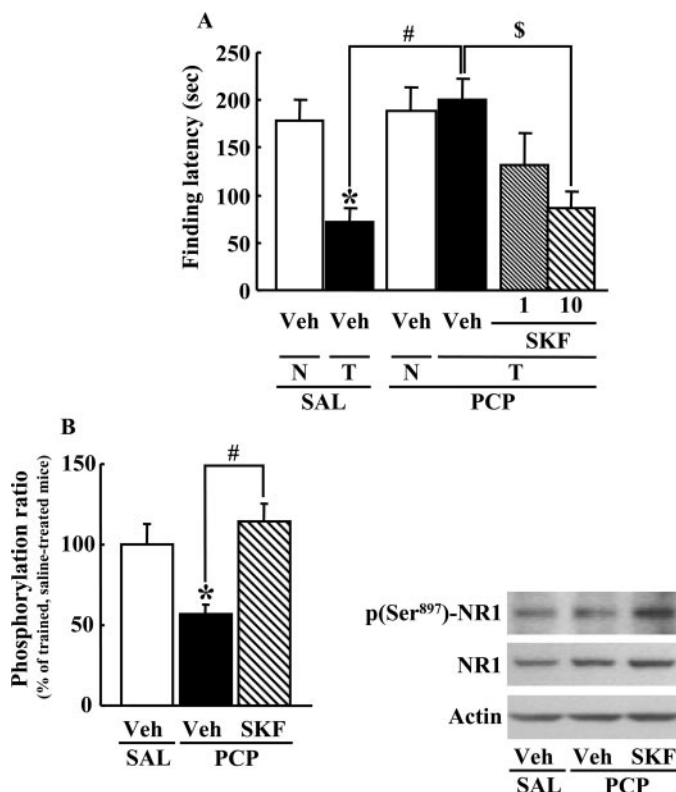 A
# $
Finding latency (sec)
250
200
150
100
50
0
*
Veh Veh Veh Veh 1 10
SKF
N T N T
SAL PCP
B
Phosphorylation ratio
(% of trained, saline-treated mice)
150
100
50
0
#
*
Veh Veh SKF
SAL PCP
p(Ser897)-NR1
NR1
Actin
Veh Veh SKF
SAL PCP